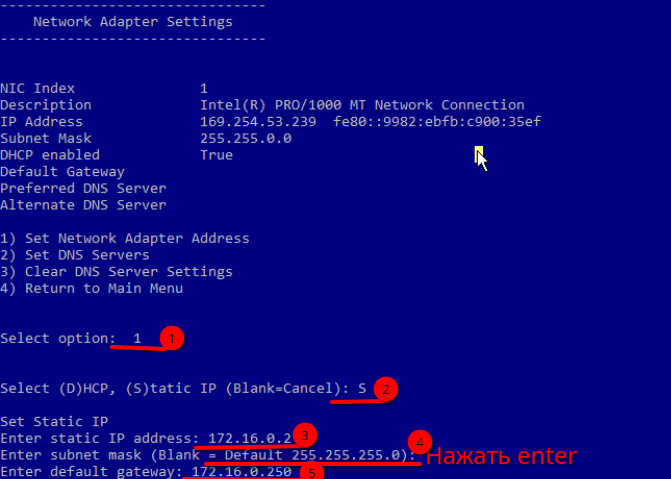 --------------------------------
Network Adapter Settings
--------------------------------
NIC Index 1
Description Intel(R) PRO/1000 MT Network Connection
IP Address 169.254.53.239 fe80::9982:ebfb:c900:35ef
Subnet Mask 255.255.0.0
DHCP enabled True
Default Gateway
Preferred DNS Server
Alternate DNS Server
1) Set Network Adapter Address
2) Set DNS Servers
3) Clear DNS Server Settings
4) Return to Main Menu
Select option: 1 1
Select (D)HCP, (S)tatic IP (Blank=Cancel): S 2
Set Static IP
Enter static IP address: 172.16.0.2 3
Enter subnet mask (Blank = Default 255.255.255.0): 4 Нажать enter
Enter default gateway: 172.16.0.250 5